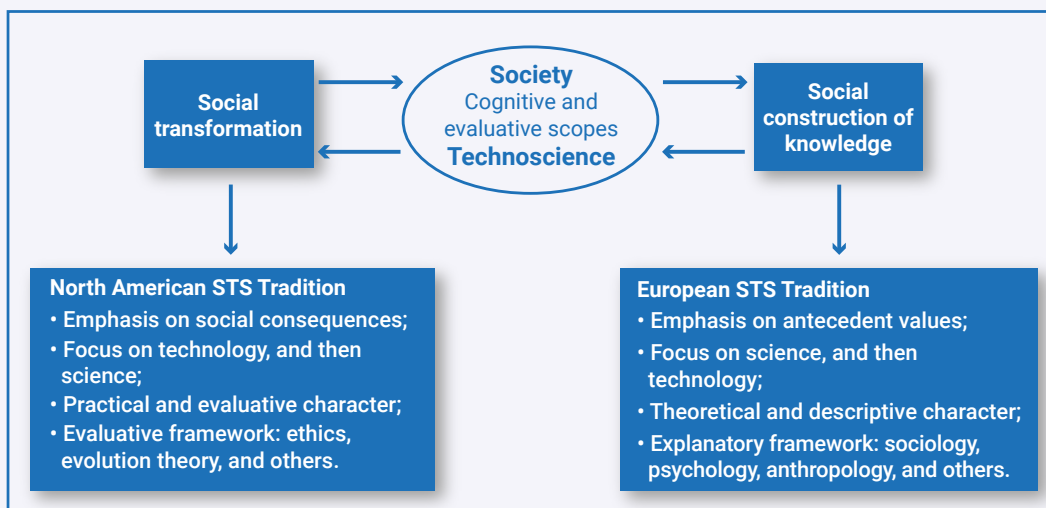 Social
transformation
Society
Cognitive and
evaluative scopes
Technoscience
Social
construction of
knowledge
North American STS Tradition
• Emphasis on social consequences;
• Focus on technology, and then
science;
• Practical and evaluative character;
• Evaluative framework: ethics,
evolution theory, and others.
European STS Tradition
• Emphasis on antecedent values;
• Focus on science, and then
technology;
• Theoretical and descriptive character;
• Explanatory framework: sociology,
psychology, anthropology, and others.